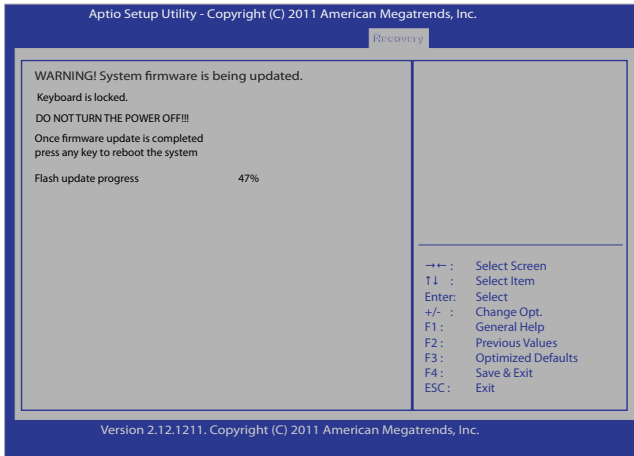 Aptio Setup Utility - Copyright (C) 2011 American Megatrends, Inc.
Recovery
WARNING! System firmware is being updated.
Keyboard is locked.
DO NOT TURN THE POWER OFF!!!
Once firmware update is completed
press any key to reboot the system
Flash update progress 47%
→← : Select Screen
↑↓ : Select Item
Enter: Select
+/- : Change Opt.
F1 : General Help
F2 : Previous Values
F3 : Optimized Defaults
F4 : Save & Exit
ESC : Exit
Version 2.12.1211. Copyright (C) 2011 American Megatrends, Inc.